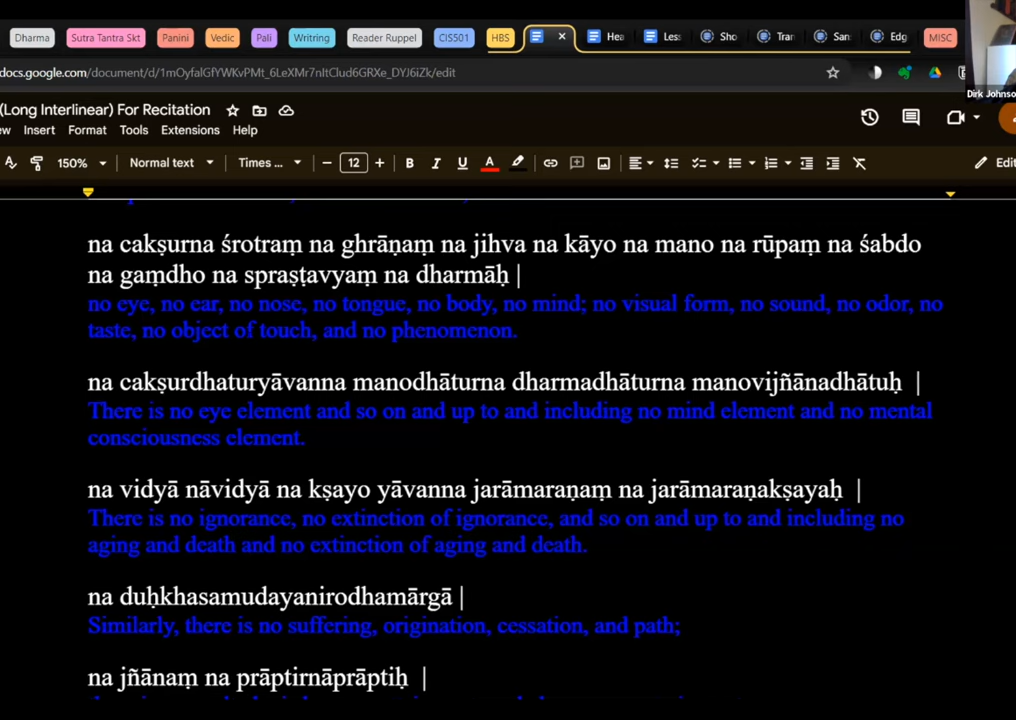 Dharma Sutra Tantra Skt Panini Vedic Pali Writring Reader Ruppel CIS501 HBS Hea Less Sho Tran San Edg MISC
docs.google.com/document/d/1mOyfalGfYWKvPMt_6LeXMr7nItClud6GRXe_DYJ6iZk/edit
Dirk Johnso
(Long Interlinear) For Recitation
ew Insert Format Tools Extensions Help
150% Normal text Times ... 12 B I U A Edit
na cakṣurna śrotraṃ na ghrāṇaṃ na jihva na kāyo na mano na rūpaṃ na śabdo
na gaṃdho na spraṣṭavyaṃ na dharmāḥ |
no eye, no ear, no nose, no tongue, no body, no mind; no visual form, no sound, no odor, no
taste, no object of touch, and no phenomenon.
na cakṣurdhaturyāvanna manodhāturna dharmadhāturna manovijñānadhātuḥ |
There is no eye element and so on and up to and including no mind element and no mental
consciousness element.
na vidyā nāvidyā na kṣayo yāvanna jarāmaraṇaṃ na jarāmaraṇakṣayaḥ |
There is no ignorance, no extinction of ignorance, and so on and up to and including no
aging and death and no extinction of aging and death.
na duḥkhasamudayanirodhamārgā |
Similarly, there is no suffering, origination, cessation, and path;
na jñānaṃ na prāptirnāprāptiḥ |